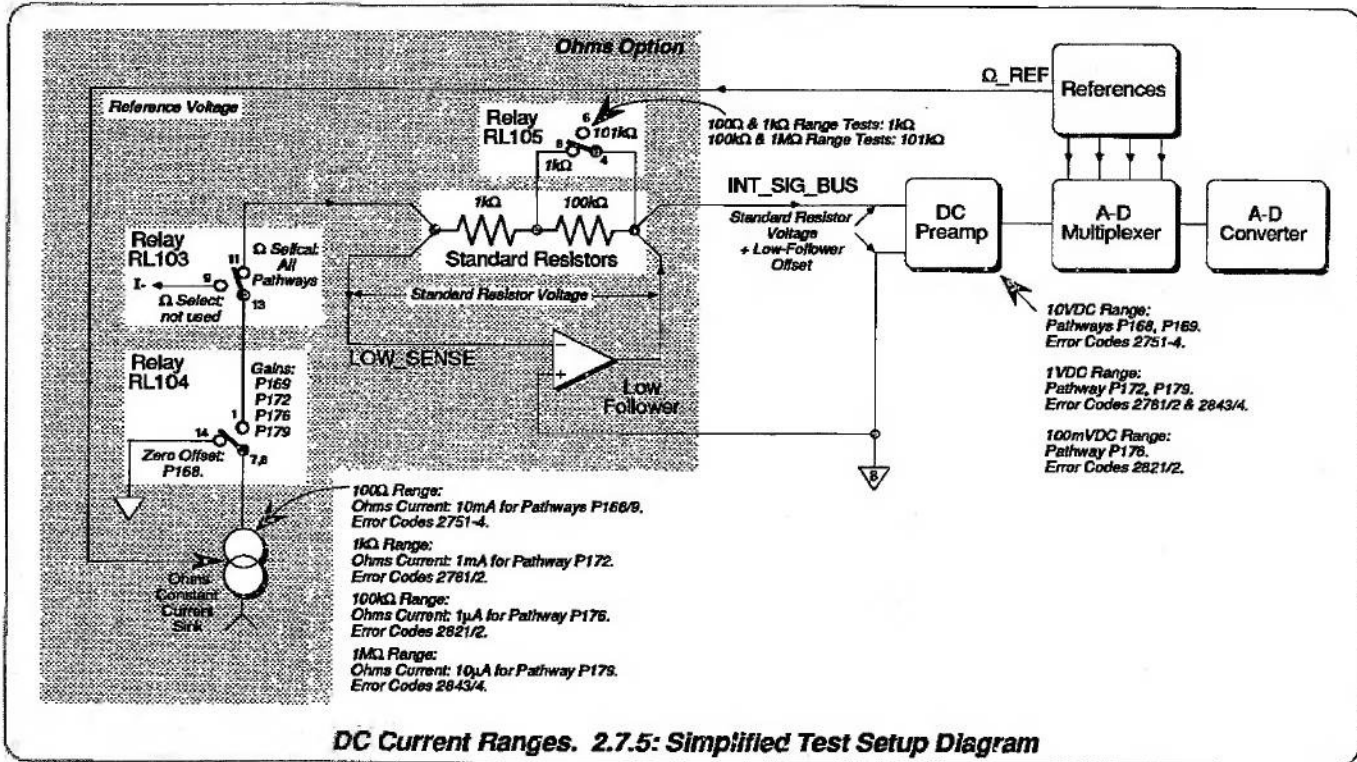 Ohms Option
Ω_REF
References
Reference Voltage
Relay
RL105
6
101kΩ
8
4
1kΩ
100Ω & 1kΩ Range Tests: 1kΩ
100kΩ & 1MΩ Range Tests: 101kΩ
INT_SIG_BUS
1kΩ
100kΩ
Standard Resistors
Standard Resistor
Voltage
+ Low-Follower
Offset
DC
Preamp
A-D
Multiplexer
A-D
Converter
Relay
RL103
11
Ω Selfcal:
All
Pathways
I-
9
13
Ω Select:
not used
Standard Resistor Voltage
LOW_SENSE
−
+
Low
Follower
10VDC Range:
Pathways P168, P169.
Error Codes 2751-4.
1VDC Range:
Pathway P172, P179.
Error Codes 2781/2 & 2843/4.
100mVDC Range:
Pathway P176.
Error Codes 2821/2.
Relay
RL104
Gains:
P169
P172
P176
P179
1
14
7,8
Zero Offset:
P168.
8
100Ω Range:
Ohms Current: 10mA for Pathways P168/9.
Error Codes 2751-4.
1kΩ Range:
Ohms Current: 1mA for Pathway P172.
Error Codes 2781/2.
100kΩ Range:
Ohms Current: 1µA for Pathway P176.
Error Codes 2821/2.
1MΩ Range:
Ohms Current: 10µA for Pathway P179.
Error Codes 2843/4.
Ohms
Constant
Current
Sink
DC Current Ranges. 2.7.5: Simplified Test Setup Diagram